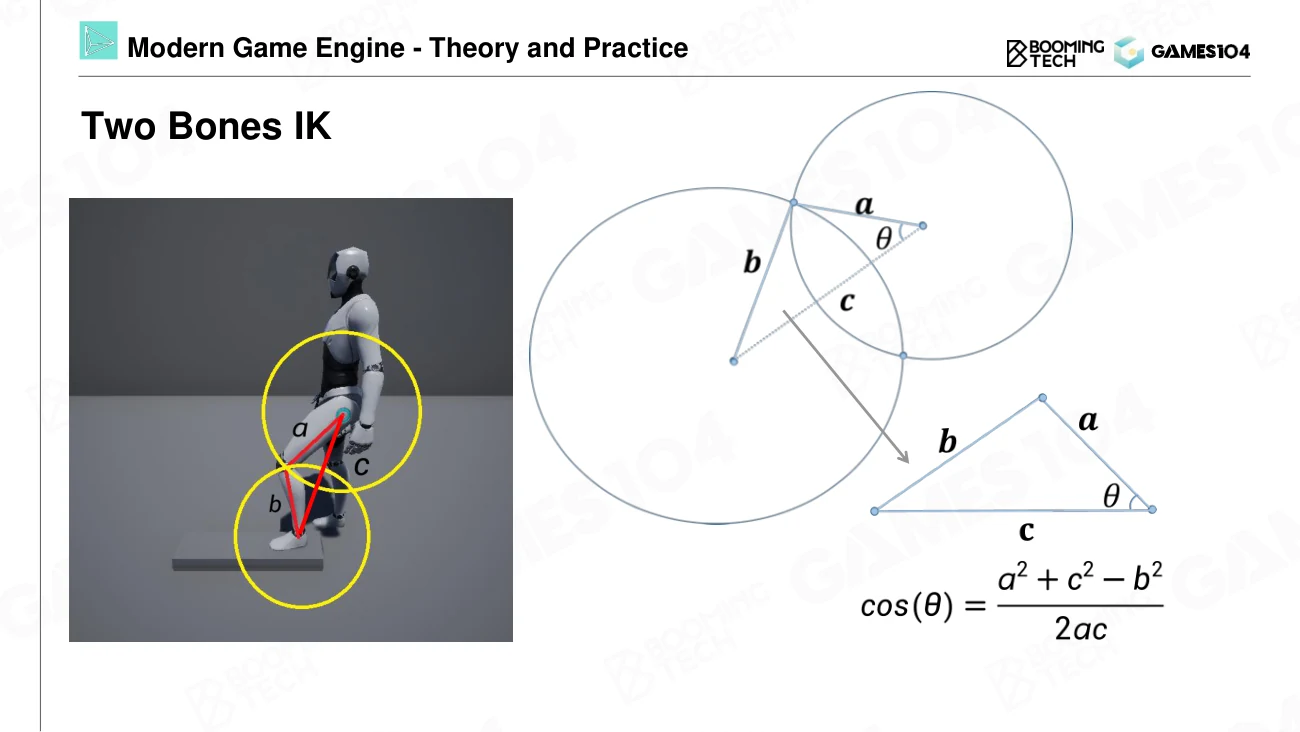 Modern Game Engine - Theory and Practice
BOOMING
TECH
GAMES104
Two Bones IK
a
θ
b
c
a
c
b
b
a
θ
c
cos(θ) = (a² + c² − b²) / 2ac